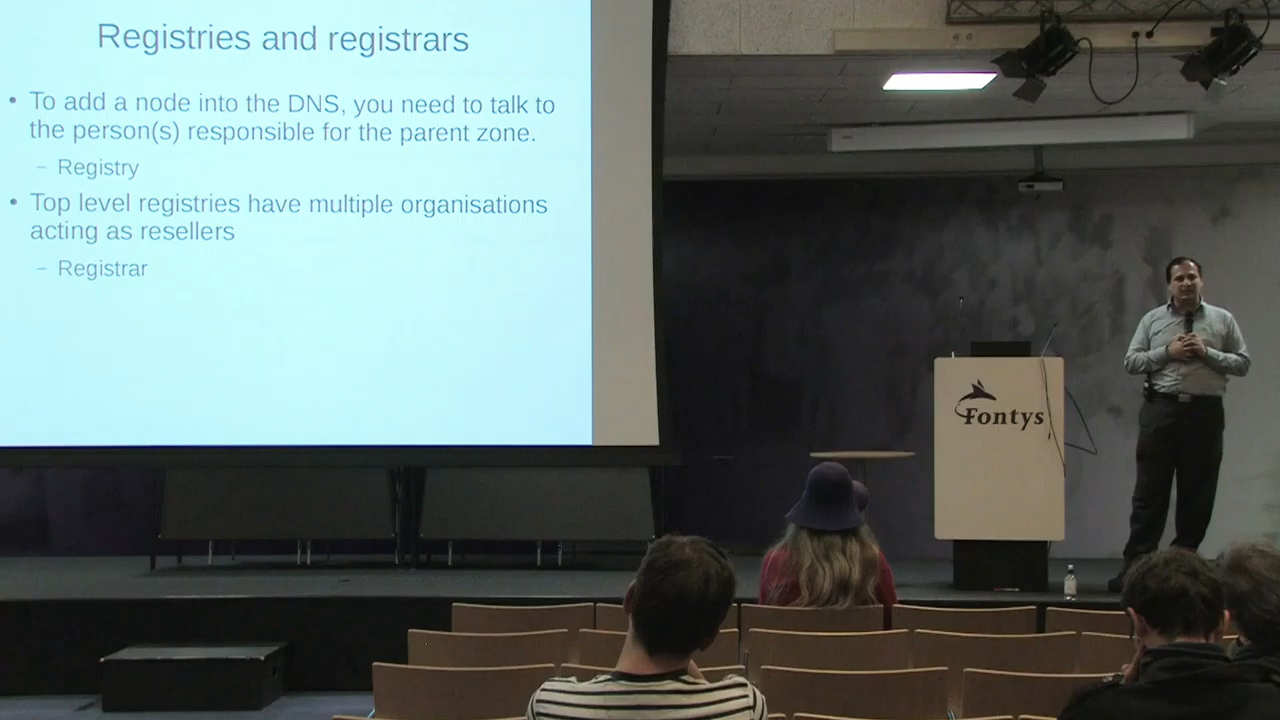 Registries and registrars
• To add a node into the DNS, you need to talk to
the person(s) responsible for the parent zone.
– Registry
• Top level registries have multiple organisations
acting as resellers
– Registrar
Fontys